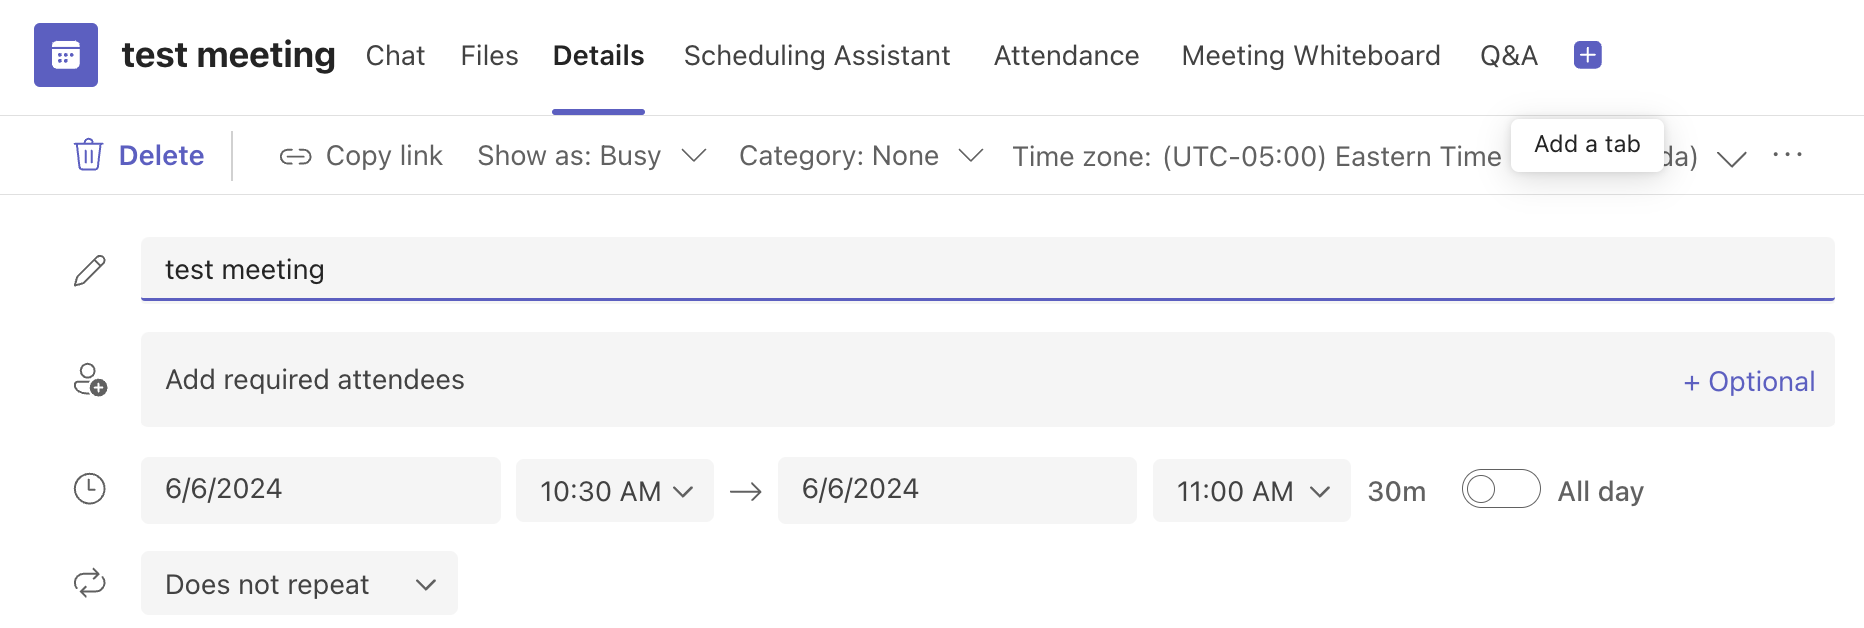 test meeting Chat Files Details Scheduling Assistant Attendance Meeting Whiteboard Q&A
Delete Copy link Show as: Busy Category: None Time zone: (UTC-05:00) Eastern Time da)
Add a tab
test meeting
Add required attendees + Optional
6/6/2024 10:30 AM → 6/6/2024 11:00 AM 30m All day
Does not repeat